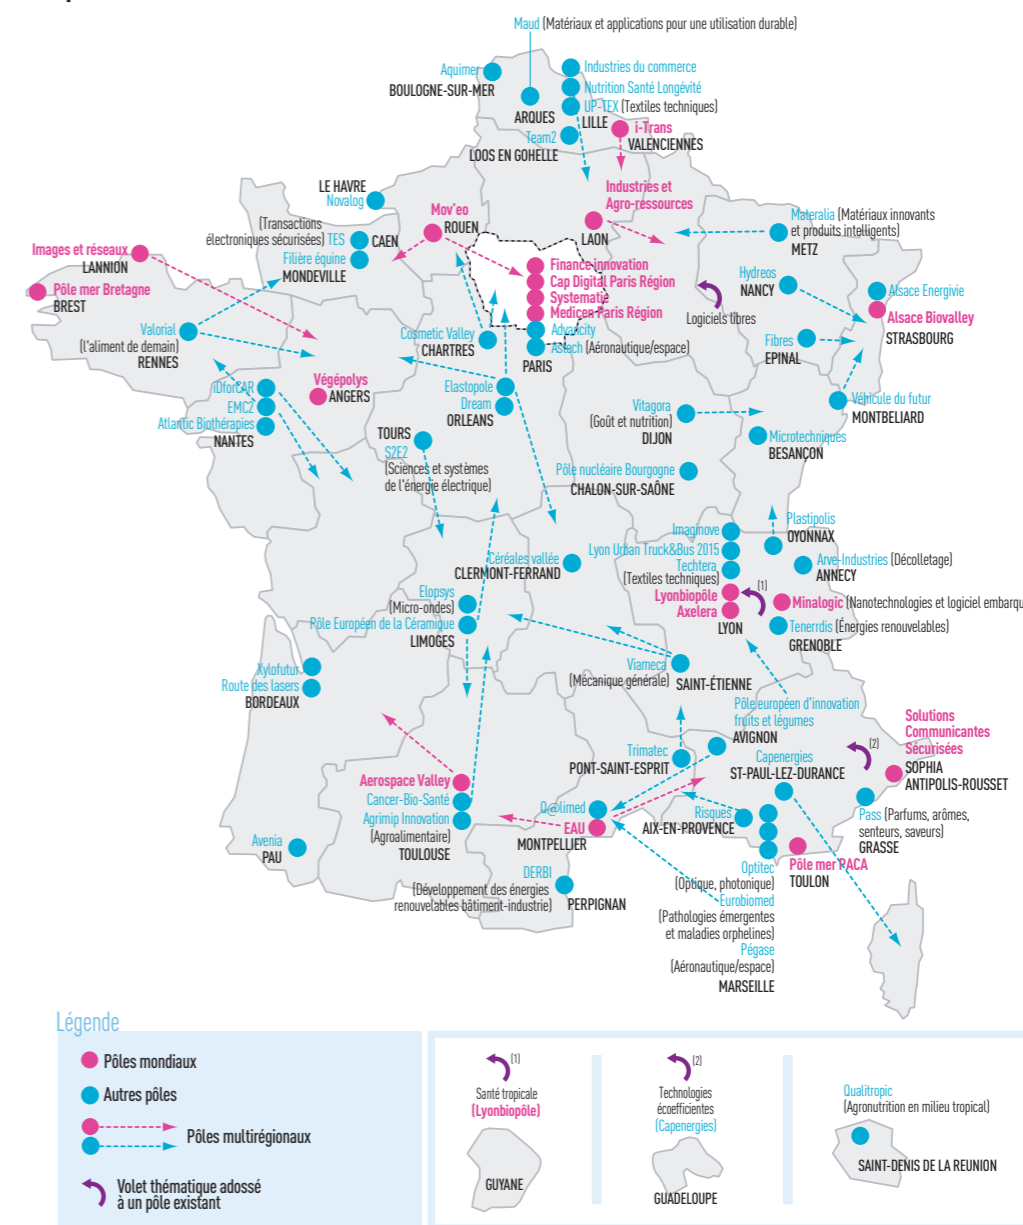 Maud (Matériaux et applications pour une utilisation durable)
Aquimer
BOULOGNE-SUR-MER
ARQUES
Industries du commerce
Nutrition Santé Longévité
UP-TEX (Textiles techniques)
LILLE
Team2
LOOS EN GOHELLE
i-Trans
VALENCIENNES
LE HAVRE
Novalog
Mov'eo
ROUEN
Industries et
Agro-ressources
LAON
(Transactions
électroniques sécurisées) TES
CAEN
Filière équine
MONDEVILLE
Images et réseaux
LANNION
Pôle mer Bretagne
BREST
Valorial
(l'aliment de demain)
RENNES
Finance innovation
Cap Digital Paris Région
Systematic
Medicen Paris Région
Advancity
Astech (Aéronautique/espace)
PARIS
Cosmetic Valley
CHARTRES
Materalia (Matériaux innovants
et produits intelligents)
METZ
Hydreos
NANCY
Logiciels libres
Alsace Energivie
Alsace Biovalley
STRASBOURG
Fibres
EPINAL
Véhicule du futur
MONTBELIARD
iDforCAR
EMC2
Atlantic Biothérapies
NANTES
Végépolys
ANGERS
Elastopole
Dream
ORLEANS
TOURS
S2E2
(Sciences et systèmes
de l'énergie électrique)
Vitagora
(Goût et nutrition)
DIJON
Microtechniques
BESANÇON
Pôle nucléaire Bourgogne
CHALON-SUR-SAÔNE
Céréales vallée
CLERMONT-FERRAND
Imaginove
Lyon Urban Truck&Bus 2015
Techtera
(Textiles techniques)
Lyonbiopôle
Axelera
LYON
(1)
Plastipolis
OYONNAX
Arve-Industries (Décolletage)
ANNECY
Minalogic (Nanotechnologies et logiciel embarqu
Tenerrdis (Énergies renouvelables)
GRENOBLE
Elopsys
(Micro-ondes)
Pôle Européen de la Céramique
LIMOGES
Xylofutur
Route des lasers
BORDEAUX
Viameca
(Mécanique générale)
SAINT-ÉTIENNE
Pôle européen d'innovation
fruits et légumes
AVIGNON
Trimatec
PONT-SAINT-ESPRIT
Capenergies
ST-PAUL-LEZ-DURANCE
(2)
Solutions
Communicantes
Sécurisées
SOPHIA
ANTIPOLIS-ROUSSET
Aerospace Valley
Cancer-Bio-Santé
Agrimip Innovation
(Agroalimentaire)
TOULOUSE
Q@limed
EAU
MONTPELLIER
Risques
AIX-EN-PROVENCE
Pass (Parfums, arômes,
senteurs, saveurs)
GRASSE
Avenia
PAU
DERBI
(Développement des énergies
renouvelables bâtiment-industrie)
PERPIGNAN
Pôle mer PACA
TOULON
Optitec
(Optique, photonique)
Eurobiomed
(Pathologies émergentes
et maladies orphelines)
Pégase
(Aéronautique/espace)
MARSEILLE
Légende
Pôles mondiaux
Autres pôles
Pôles multirégionaux
Volet thématique adossé
à un pôle existant
(1)
Santé tropicale
(Lyonbiopôle)
GUYANE
(2)
Technologies
écoefficientes
(Capenergies)
GUADELOUPE
Qualitropic
(Agronutrition en milieu tropical)
SAINT-DENIS DE LA REUNION